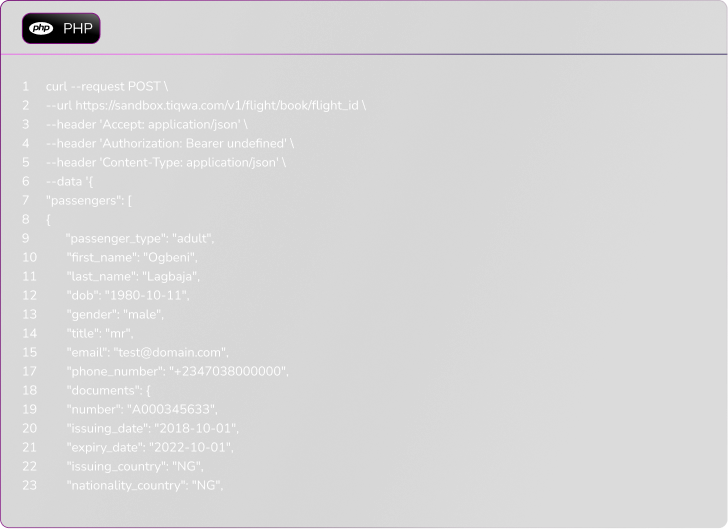 php PHP
1 curl --request POST \
2 --url https://sandbox.tiqwa.com/v1/flight/book/flight_id \
3 --header 'Accept: application/json' \
4 --header 'Authorization: Bearer undefined' \
5 --header 'Content-Type: application/json' \
6 --data '{
7 "passengers": [
8 {
9 "passenger_type": "adult",
10 "first_name": "Ogbeni",
11 "last_name": "Lagbaja",
12 "dob": "1980-10-11",
13 "gender": "male",
14 "title": "mr",
15 "email": "test@domain.com",
17 "phone_number": "+2347038000000",
18 "documents": {
19 "number": "A000345633",
20 "issuing_date": "2018-10-01",
21 "expiry_date": "2022-10-01",
22 "issuing_country": "NG",
23 "nationality_country": "NG",